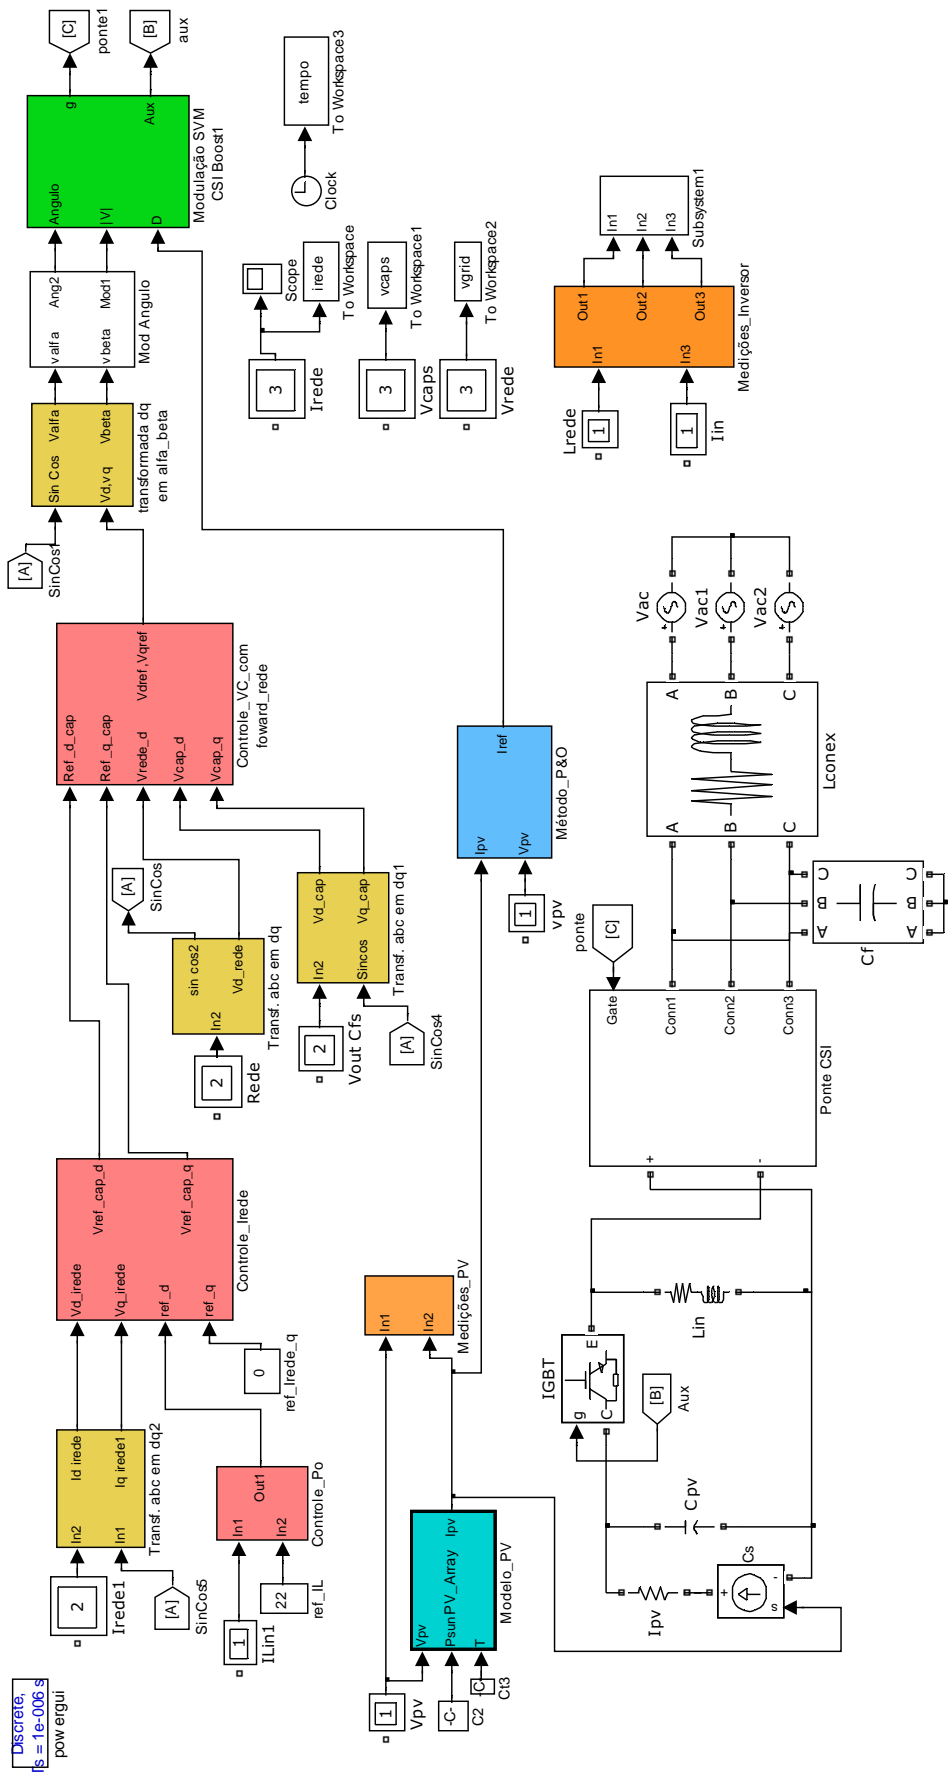 Discrete,
Ts = 1e-006 s
pow ergui
2
Irede1
[A]
SinCos5
In2
In1
Id irede
Iq irede1
Transf. abc em dq2
1
ILin1
22
ref_IL
In1
In2
Out1
Controle_Po
0
ref_Irede_q
Vd_irede
Vq_irede
ref_d
ref_q
Vref_cap_d
Vref_cap_q
Controle_Irede
2
Rede
In2
sin cos2
Vd_rede
Transf. abc em dq
[A]
SinCos
2
Vout Cfs
[A]
SinCos4
In2
Sincos
Vd_cap
Vq_cap
Transf. abc em dq1
Ref_d_cap
Ref_q_cap
Vrede_d
Vcap_d
Vcap_q
Vdref,Vqref
Controle_VC_com
foward_rede
[A]
SinCos1
Sin Cos
Vd,vq
Valfa
Vbeta
transformada dq
em alfa_beta
valfa
vbeta
Ang2
Mod1
Mod Angulo
Angulo
|V|
D
g
Aux
Modulação SVM
CSI Boost1
[C]
ponte1
[B]
aux
1
Vpv
-C-
C2
-C-
Ct3
Vpv
PsunPV_Array
T
Ipv
Modelo_PV
In1
In2
Medições_PV
1
vpv
Ipv
Vpv
Iref
Método_P&O
3
Irede
Scope
irede
To Workspace
Clock
tempo
To Workspace3
3
Vcaps
vcaps
To Workspace1
3
Vrede
vgrid
To Workspace2
Ipv
+
-
s
Cs
Cpv
IGBT
g
C
E
[B]
Aux
Lin
ponte
[C]
Gate
+
-
Conn1
Conn2
Conn3
Ponte CSI
A
B
C
Cf
A
B
C
A
B
C
A
B
C
Lconex
Vac
+
Vac1
+
Vac2
+
1
Lrede
1
Iin
In1
In3
Out1
Out2
Out3
Medições_Inversor
In1
In2
In3
Subsystem1